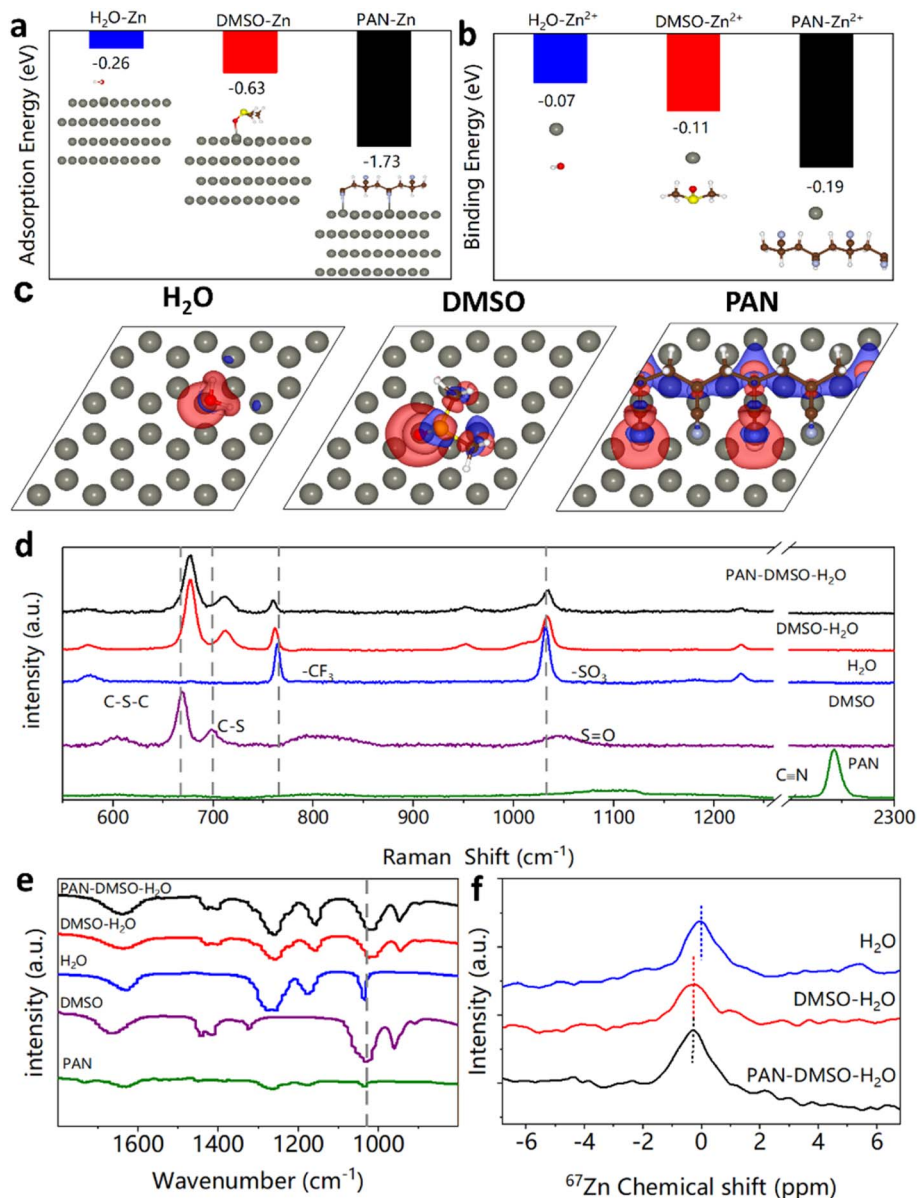 a
H₂O-Zn DMSO-Zn PAN-Zn
-0.26
-0.63
-1.73
Adsorption Energy (eV)
b
H₂O-Zn²⁺ DMSO-Zn²⁺ PAN-Zn²⁺
-0.07
-0.11
-0.19
Binding Energy (eV)
c
H₂O DMSO PAN
d
PAN-DMSO-H₂O
DMSO-H₂O
H₂O
-CF₃ -SO₃
DMSO
C-S-C
C-S
S=O
C≡N PAN
intensity (a.u.)
600 700 800 900 1000 1100 1200 2300
Raman Shift (cm⁻¹)
e
PAN-DMSO-H₂O
DMSO-H₂O
H₂O
DMSO
PAN
intensity (a.u.)
1600 1400 1200 1000
Wavenumber (cm⁻¹)
f
H₂O
DMSO-H₂O
PAN-DMSO-H₂O
Intensity (a.u.)
-6 -4 -2 0 2 4 6
⁶⁷Zn Chemical shift (ppm)